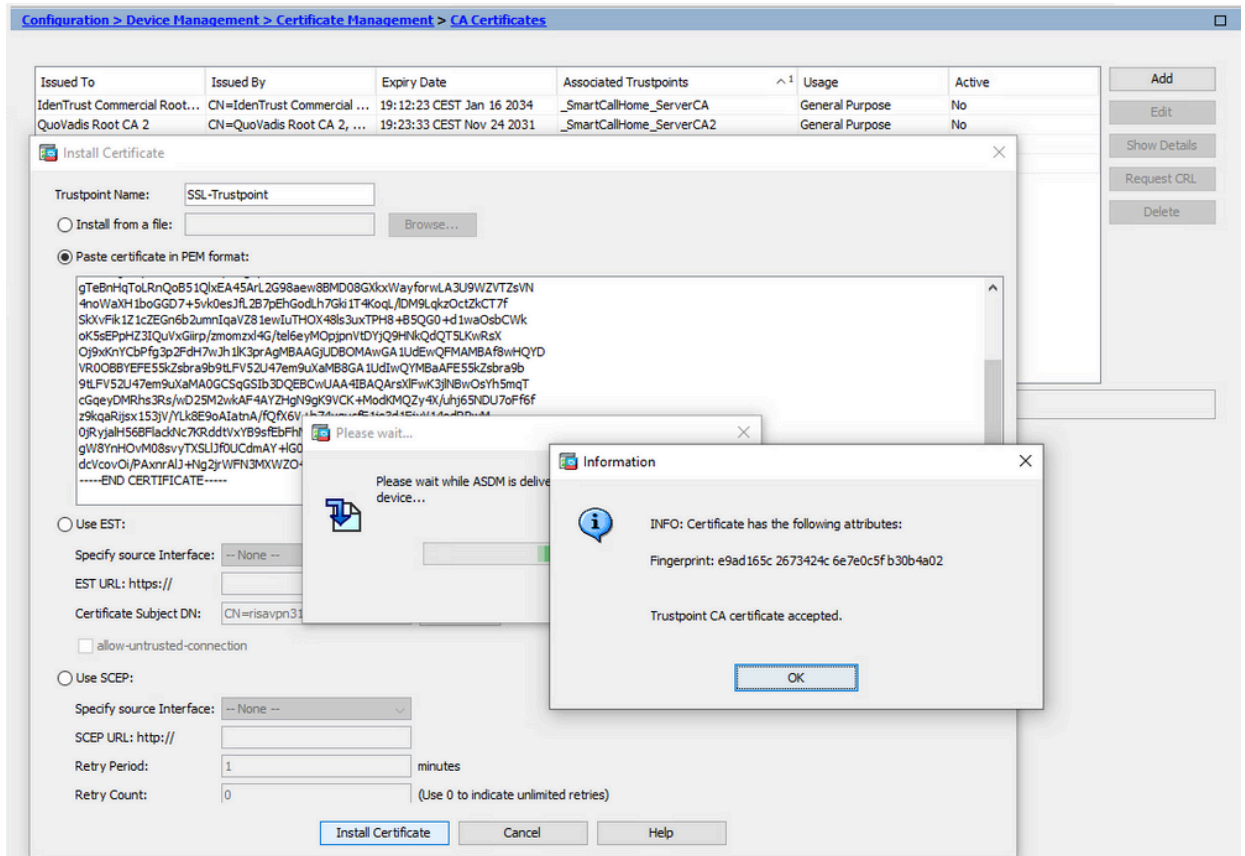 Configuration > Device Management > Certificate Management > CA Certificates
Issued To Issued By Expiry Date Associated Trustpoints 1 Usage Active
IdenTrust Commercial Root... CN=IdenTrust Commercial ... 19:12:23 CEST Jan 16 2034 _SmartCallHome_ServerCA General Purpose No
QuoVadis Root CA 2 CN=QuoVadis Root CA 2, ... 19:23:33 CEST Nov 24 2031 _SmartCallHome_ServerCA2 General Purpose No
Add
Edit
Show Details
Request CRL
Delete
Install Certificate
Trustpoint Name: SSL-Trustpoint
Install from a file: Browse...
Paste certificate in PEM format:
gTeBnHqToLRnQoB51QlxEA45ArL2G98aew8BMD08GXkxWayforwLA3U9WZVTZsVN
4noWaXH1boGGD7+5vk0esJfL2B7pEhGodLh7Gki1T4KoqL/lDM9LqkzOctZkCT7f
SkXvFik1Z1cZEGn6b2umnIqaVZ81ewIuTHOX48ls3uxTPH8+B5QG0+d1waOsbCWk
oK5sEPpHZ3IQuVxGiirp/zmomzxl4G/tel6eyMOpjpnVtDYjQ9HNkQdQT5LKwRsX
Oj9xKnYCbPfg3p2FdH7wJh1lK3prAgMBAAGjUDBOMAwGA1UdEwQFMAMBAf8wHQYD
VR0OBBYEFE55kZsbra9b9tLFV52U47em9uXaMB8GA1UdIwQYMBaAFE55kZsbra9b
9tLFV52U47em9uXaMA0GCSqGSIb3DQEBCwUAA4IBAQArsXlFwK3jlNBwOsYh5mqT
cGqeyDMRhs3Rs/wD25M2wkAF4AYZHgN9gK9VCK+ModKMQZy4X/uhj65NDU7oFf6f
-----END CERTIFICATE-----
Use EST:
Specify source Interface: -- None --
EST URL: https://
Certificate Subject DN: CN=risavpn31
allow-untrusted-connection
Use SCEP:
Specify source Interface: -- None --
SCEP URL: http://
Retry Period: 1 minutes
Retry Count: 0 (Use 0 to indicate unlimited retries)
Install Certificate Cancel Help
Please wait...
Please wait while ASDM is delive
device...
Information
INFO: Certificate has the following attributes:
Fingerprint: e9ad165c 2673424c 6e7e0c5f b30b4a02
Trustpoint CA certificate accepted.
OK